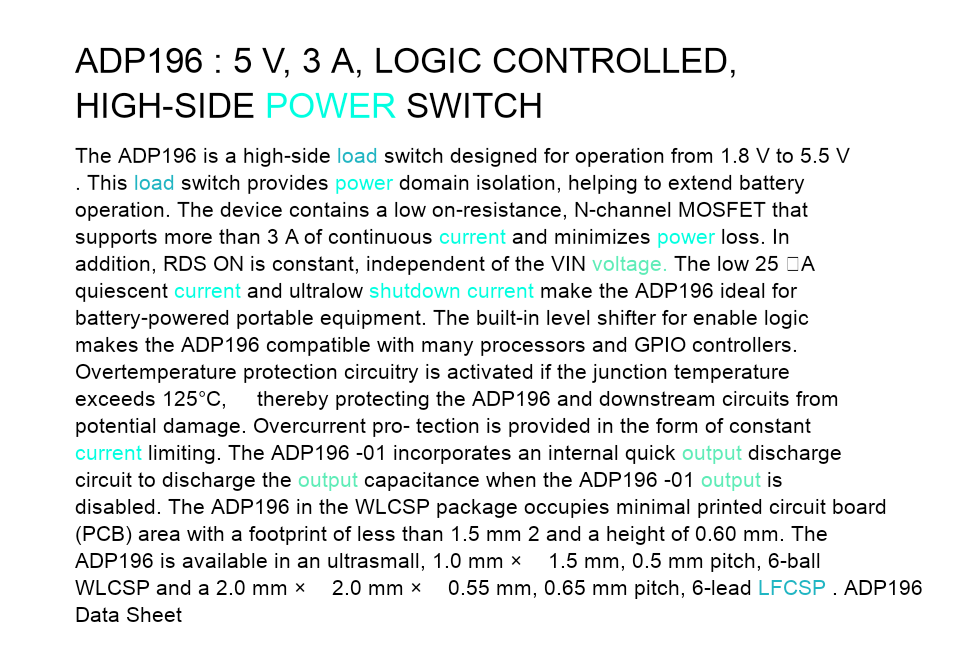 ADP196 : 5 V, 3 A, LOGIC CONTROLLED,
HIGH-SIDE POWER SWITCH
The ADP196 is a high-side load switch designed for operation from 1.8 V to 5.5 V
. This load switch provides power domain isolation, helping to extend battery
operation. The device contains a low on-resistance, N-channel MOSFET that
supports more than 3 A of continuous current and minimizes power loss. In
addition, RDS ON is constant, independent of the VIN voltage. The low 25 □A
quiescent current and ultralow shutdown current make the ADP196 ideal for
battery-powered portable equipment. The built-in level shifter for enable logic
makes the ADP196 compatible with many processors and GPIO controllers.
Overtemperature protection circuitry is activated if the junction temperature
exceeds 125°C, thereby protecting the ADP196 and downstream circuits from
potential damage. Overcurrent pro- tection is provided in the form of constant
current limiting. The ADP196 -01 incorporates an internal quick output discharge
circuit to discharge the output capacitance when the ADP196 -01 output is
disabled. The ADP196 in the WLCSP package occupies minimal printed circuit board
(PCB) area with a footprint of less than 1.5 mm 2 and a height of 0.60 mm. The
ADP196 is available in an ultrasmall, 1.0 mm × 1.5 mm, 0.5 mm pitch, 6-ball
WLCSP and a 2.0 mm × 2.0 mm × 0.55 mm, 0.65 mm pitch, 6-lead LFCSP . ADP196
Data Sheet